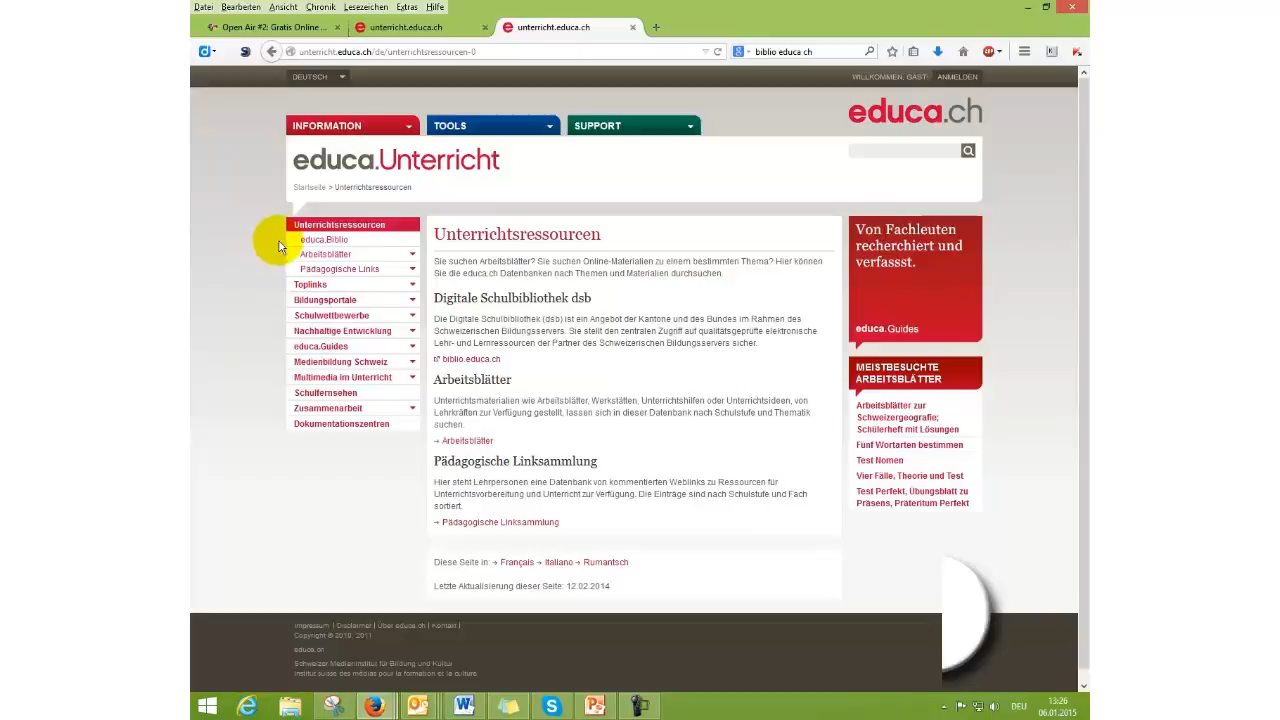 Datei Bearbeiten Ansicht Chronik Lesezeichen Extras Hilfe
Open Air #2: Gratis Online ... × unterricht.educa.ch × unterricht.educa.ch × +
unterricht.educa.ch/de/unterrichtsressourcen-0 biblio educa ch
DEUTSCH WILLKOMMEN, GAST! ANMELDEN
educa.ch
INFORMATION TOOLS SUPPORT
educa.Unterricht
Startseite > Unterrichtsressourcen
Unterrichtsressourcen
educa.Biblio
Arbeitsblätter
Pädagogische Links
Toplinks
Bildungsportale
Schulwettbewerbe
Nachhaltige Entwicklung
educa.Guides
Medienbildung Schweiz
Multimedia im Unterricht
Schulfernsehen
Zusammenarbeit
Dokumentationszentren
Unterrichtsressourcen
Sie suchen Arbeitsblätter? Sie suchen Online-Materialien zu einem bestimmten Thema? Hier können
Sie die educa.ch Datenbanken nach Themen und Materialien durchsuchen.
Digitale Schulbibliothek dsb
Die Digitale Schulbibliothek (dsb) ist ein Angebot der Kantone und des Bundes im Rahmen des
Schweizerischen Bildungsservers. Sie stellt den zentralen Zugriff auf qualitätsgeprüfte elektronische
Lehr- und Lernressourcen der Partner des Schweizerischen Bildungsservers sicher.
biblio.educa.ch
Arbeitsblätter
Unterrichtsmaterialien wie Arbeitsblätter, Werkstätten, Unterrichtshilfen oder Unterrichtsideen, von
Lehrkräften zur Verfügung gestellt, lassen sich in dieser Datenbank nach Schulstufe und Thematik
suchen.
→ Arbeitsblätter
Pädagogische Linksammlung
Hier steht Lehrpersonen eine Datenbank von kommentierten Weblinks zu Ressourcen für
Unterrichtsvorbereitung und Unterricht zur Verfügung. Die Einträge sind nach Schulstufe und Fach
sortiert.
→ Pädagogische Linksammlung
Diese Seite in: → Français → Italiano → Rumantsch
Letzte Aktualisierung dieser Seite: 12.02.2014
Von Fachleuten
recherchiert und
verfassst.
educa.Guides
MEISTBESUCHTE
ARBEITSBLÄTTER
Arbeitsblätter zur
Schweizergeografie;
Schülerheft mit Lösungen
Fünf Wortarten bestimmen
Test Nomen
Vier Fälle, Theorie und Test
Test Perfekt, Übungsblatt zu
Präsens, Präteritum Perfekt
Impressum | Disclaimer | Über educa.ch | Kontakt |
Copyright © 2010, 2011
educa.ch
Schweizer Medieninstitut für Bildung und Kultur
Institut suisse des médias pour la formation et la culture
DEU 13:26
06.01.2015